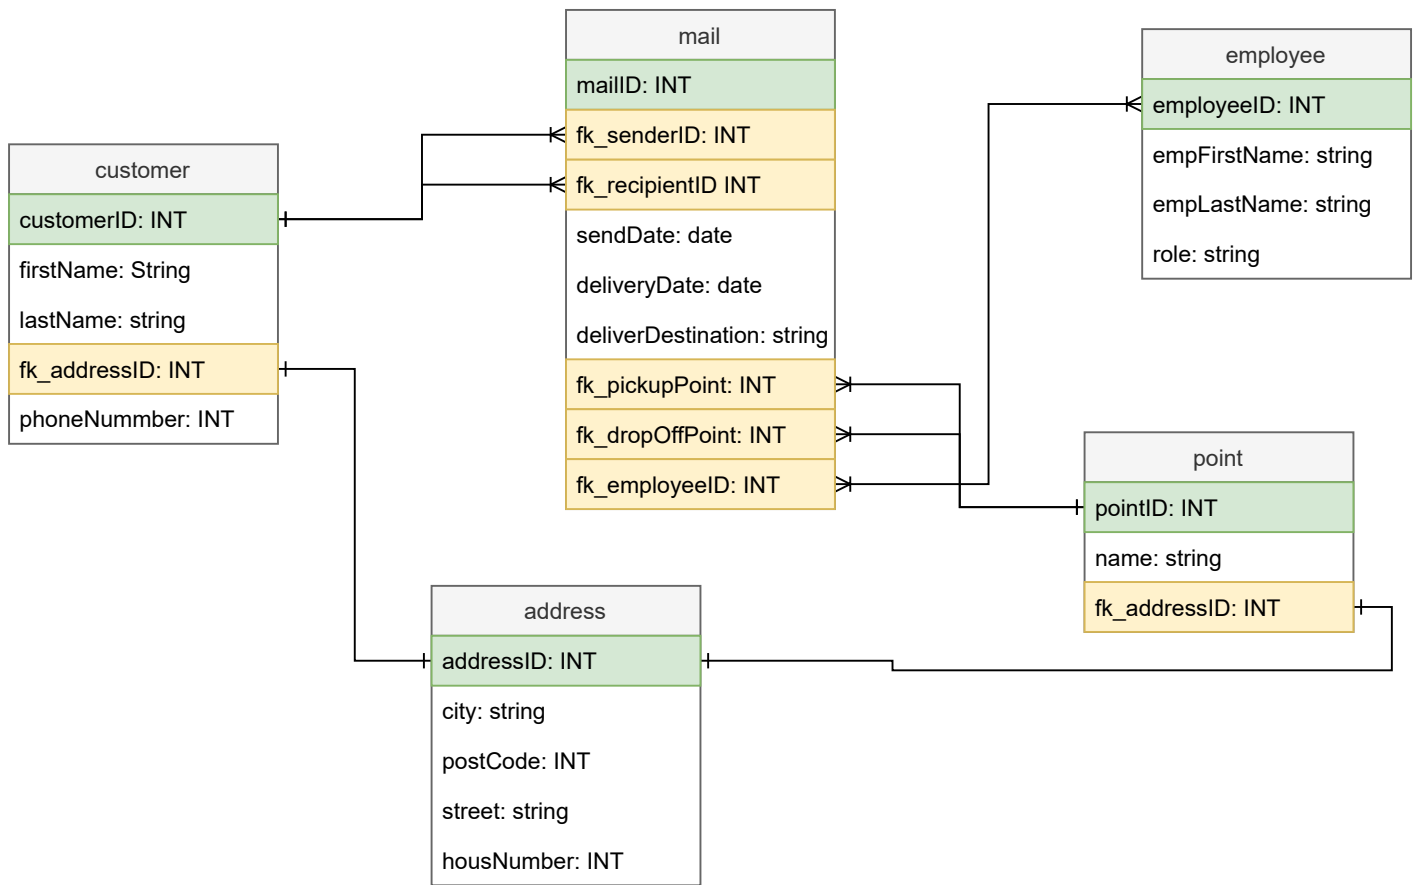 mail
mailID: INT
fk_senderID: INT
fk_recipientID INT
sendDate: date
deliveryDate: date
deliverDestination: string
fk_pickupPoint: INT
fk_dropOffPoint: INT
fk_employeeID: INT
employee
employeeID: INT
empFirstName: string
empLastName: string
role: string
customer
customerID: INT
firstName: String
lastName: string
fk_addressID: INT
phoneNummber: INT
point
pointID: INT
name: string
fk_addressID: INT
address
addressID: INT
city: string
postCode: INT
street: string
housNumber: INT